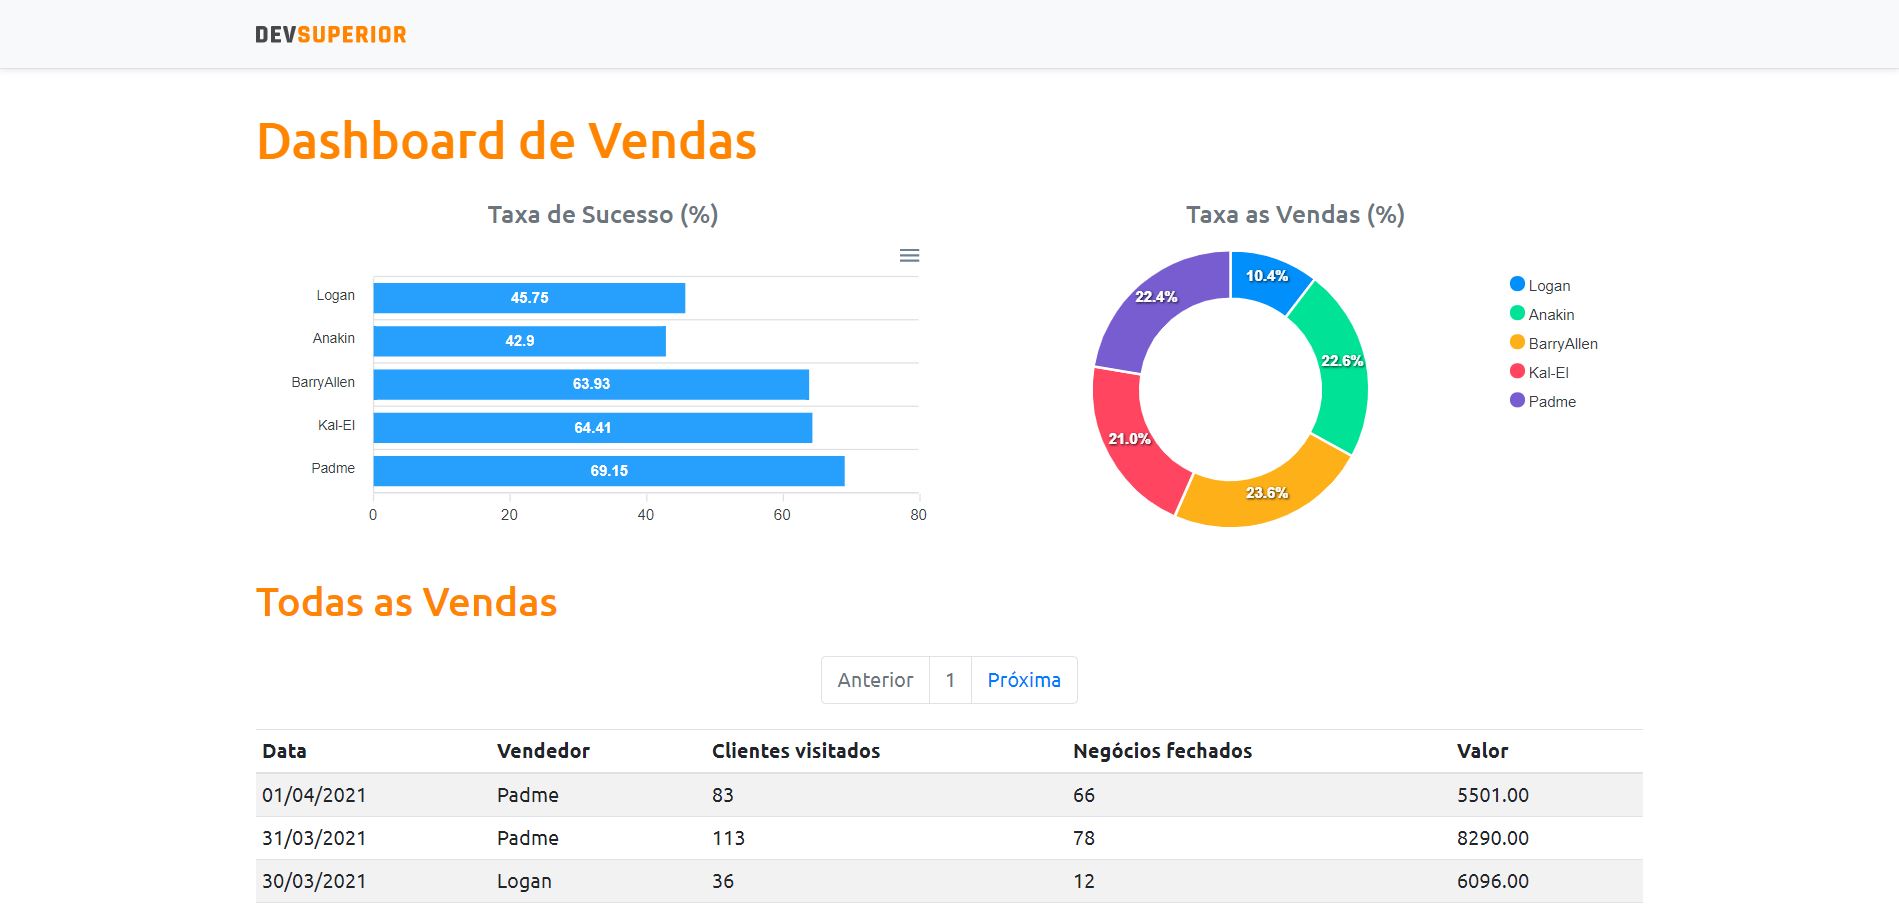 DEVSUPERIOR
Dashboard de Vendas
Taxa de Sucesso (%)
Logan 45.75
Anakin 42.9
BarryAllen 63.93
Kal-El 64.41
Padme 69.15
0 20 40 60 80
Taxa as Vendas (%)
10.4%
22.6%
23.6%
21.0%
22.4%
Logan
Anakin
BarryAllen
Kal-El
Padme
Todas as Vendas
Anterior 1 Próxima
Data Vendedor Clientes visitados Negócios fechados Valor
01/04/2021 Padme 83 66 5501.00
31/03/2021 Padme 113 78 8290.00
30/03/2021 Logan 36 12 6096.00